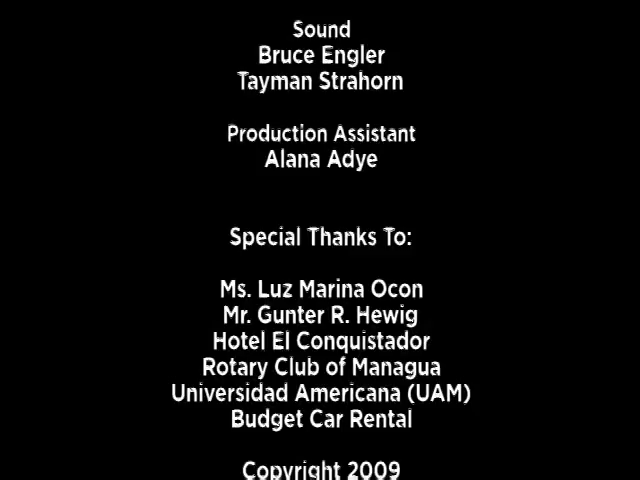 Sound
Bruce Engler
Tayman Strahorn
Production Assistant
Alana Adye
Special Thanks To:
Ms. Luz Marina Ocon
Mr. Gunter R. Hewig
Hotel El Conquistador
Rotary Club of Managua
Universidad Americana (UAM)
Budget Car Rental
Copyright 2009